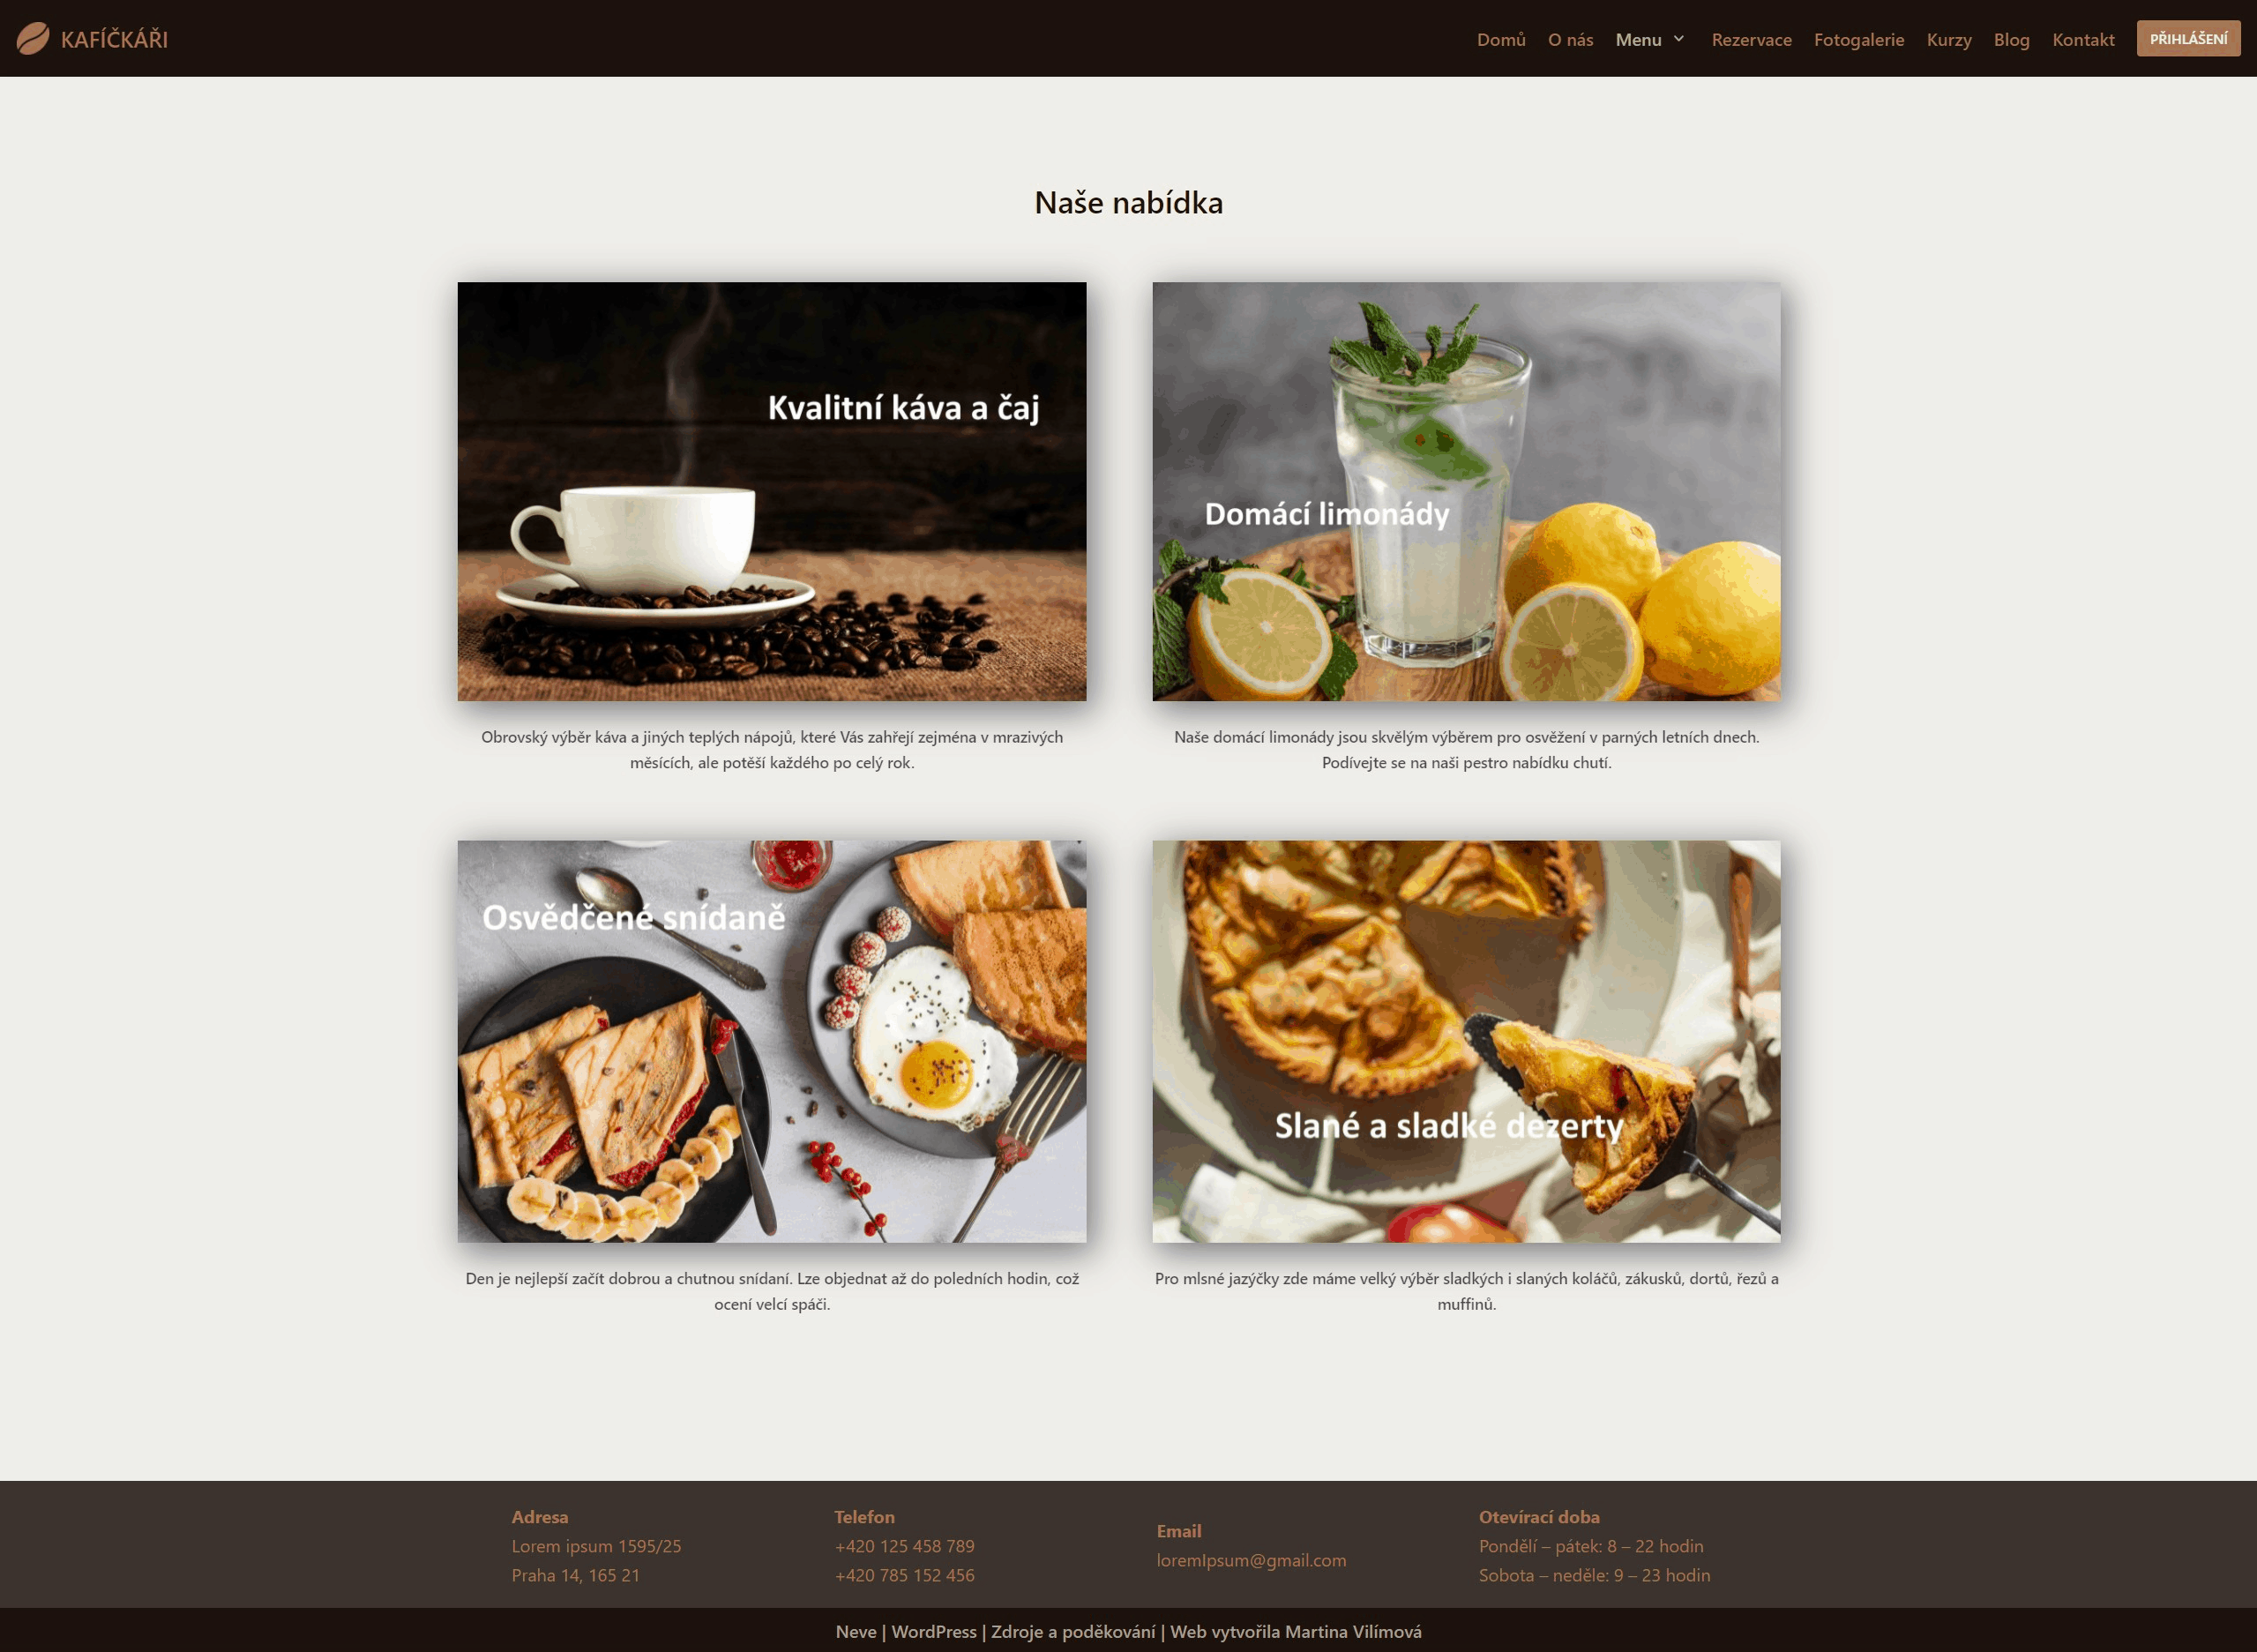 KAFÍČKÁŘI
Domů O nás Menu Rezervace Fotogalerie Kurzy Blog Kontakt PŘIHLÁŠENÍ
Naše nabídka
Kvalitní káva a čaj
Domácí limonády
Obrovský výběr káva a jiných teplých nápojů, které Vás zahřejí zejména v mrazivých
měsících, ale potěší každého po celý rok.
Naše domácí limonády jsou skvělým výběrem pro osvěžení v parných letních dnech.
Podívejte se na naši pestro nabídku chutí.
Osvědčené snídaně
Slané a sladké dezerty
Den je nejlepší začít dobrou a chutnou snídaní. Lze objednat až do poledních hodin, což
ocení velcí spáči.
Pro mlsné jazýčky zde máme velký výběr sladkých i slaných koláčů, zákusků, dortů, řezů a
muffinů.
Adresa
Lorem ipsum 1595/25
Praha 14, 165 21
Telefon
+420 125 458 789
+420 785 152 456
Email
loremIpsum@gmail.com
Otevírací doba
Pondělí – pátek: 8 – 22 hodin
Sobota – neděle: 9 – 23 hodin
Neve | WordPress | Zdroje a poděkování | Web vytvořila Martina Vilímová